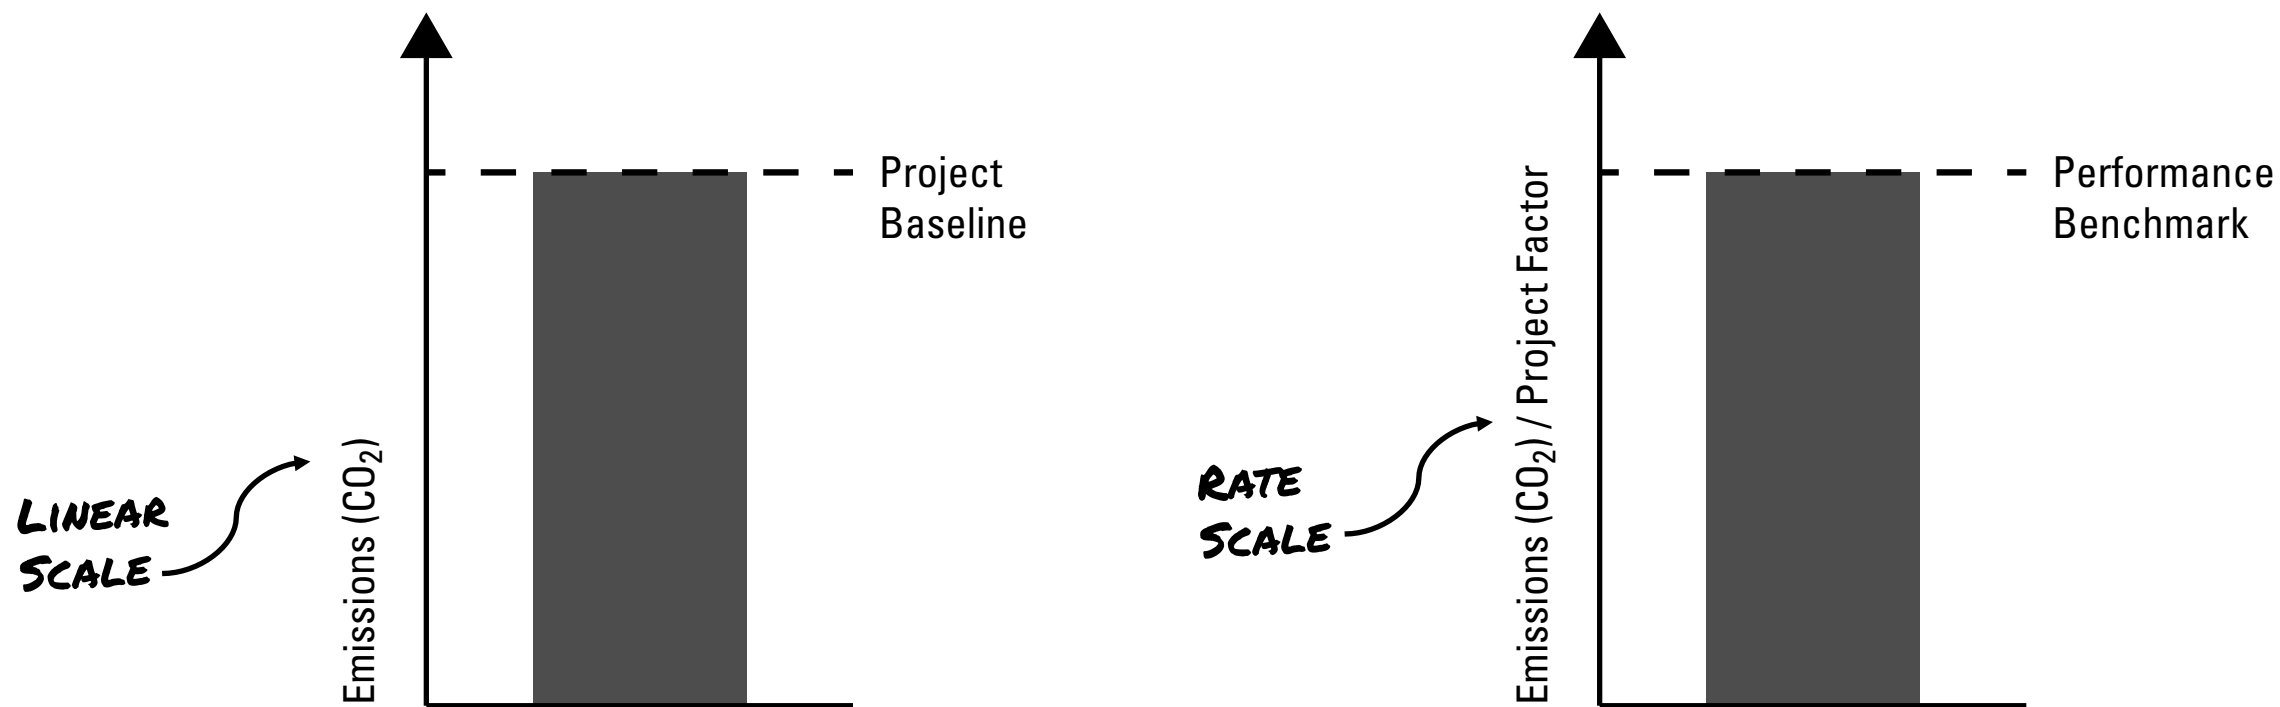 Project
Baseline
Emissions (CO₂)
LINEAR
SCALE
Performance
Benchmark
Emissions (CO₂) / Project Factor
RATE
SCALE